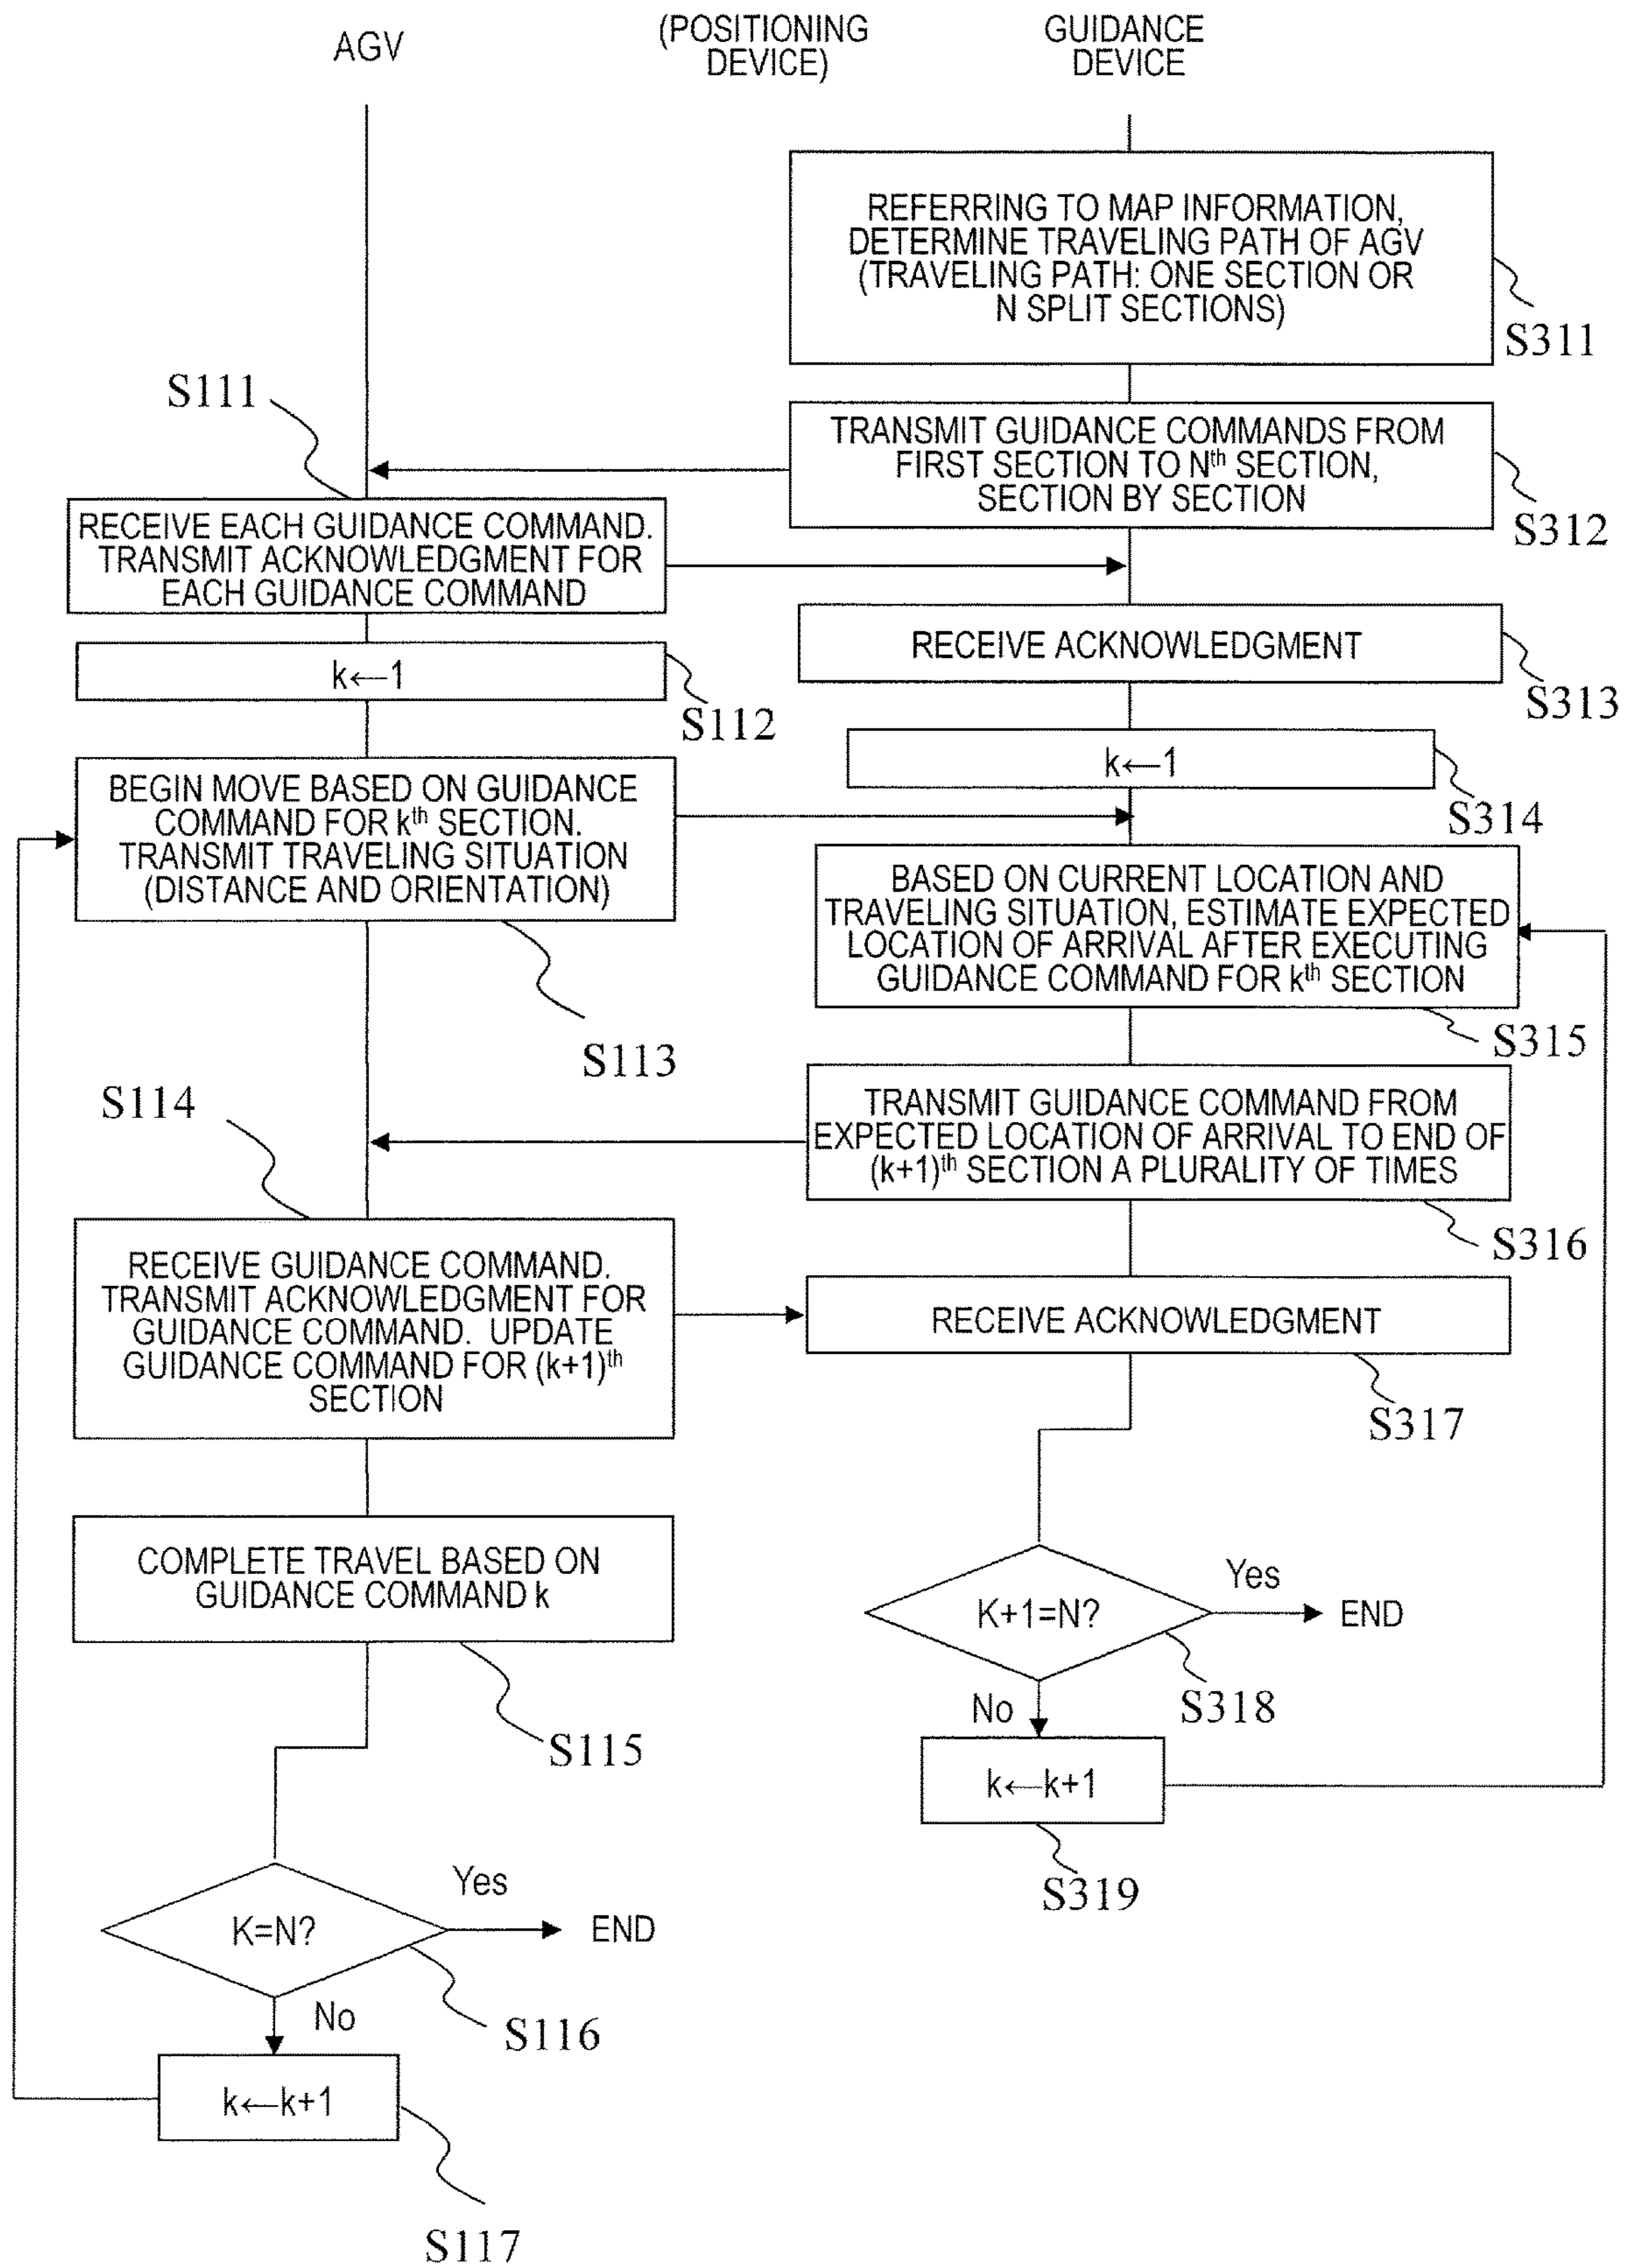 AGV
(POSITIONING
DEVICE)
GUIDANCE
DEVICE
REFERRING TO MAP INFORMATION,
DETERMINE TRAVELING PATH OF AGV
(TRAVELING PATH: ONE SECTION OR
N SPLIT SECTIONS)
S311
TRANSMIT GUIDANCE COMMANDS FROM
FIRST SECTION TO Nth SECTION,
SECTION BY SECTION
S312
S111
RECEIVE EACH GUIDANCE COMMAND.
TRANSMIT ACKNOWLEDGMENT FOR
EACH GUIDANCE COMMAND
RECEIVE ACKNOWLEDGMENT
S313
k←1
S112
k←1
S314
BEGIN MOVE BASED ON GUIDANCE
COMMAND FOR kth SECTION.
TRANSMIT TRAVELING SITUATION
(DISTANCE AND ORIENTATION)
S113
BASED ON CURRENT LOCATION AND
TRAVELING SITUATION, ESTIMATE EXPECTED
LOCATION OF ARRIVAL AFTER EXECUTING
GUIDANCE COMMAND FOR kth SECTION
S315
TRANSMIT GUIDANCE COMMAND FROM
EXPECTED LOCATION OF ARRIVAL TO END OF
(k+1)th SECTION A PLURALITY OF TIMES
S316
S114
RECEIVE GUIDANCE COMMAND.
TRANSMIT ACKNOWLEDGMENT FOR
GUIDANCE COMMAND. UPDATE
GUIDANCE COMMAND FOR (k+1)th
SECTION
RECEIVE ACKNOWLEDGMENT
S317
COMPLETE TRAVEL BASED ON
GUIDANCE COMMAND k
S115
K+1=N?
Yes
END
S318
No
k←k+1
S319
K=N?
Yes
END
S116
No
k←k+1
S117